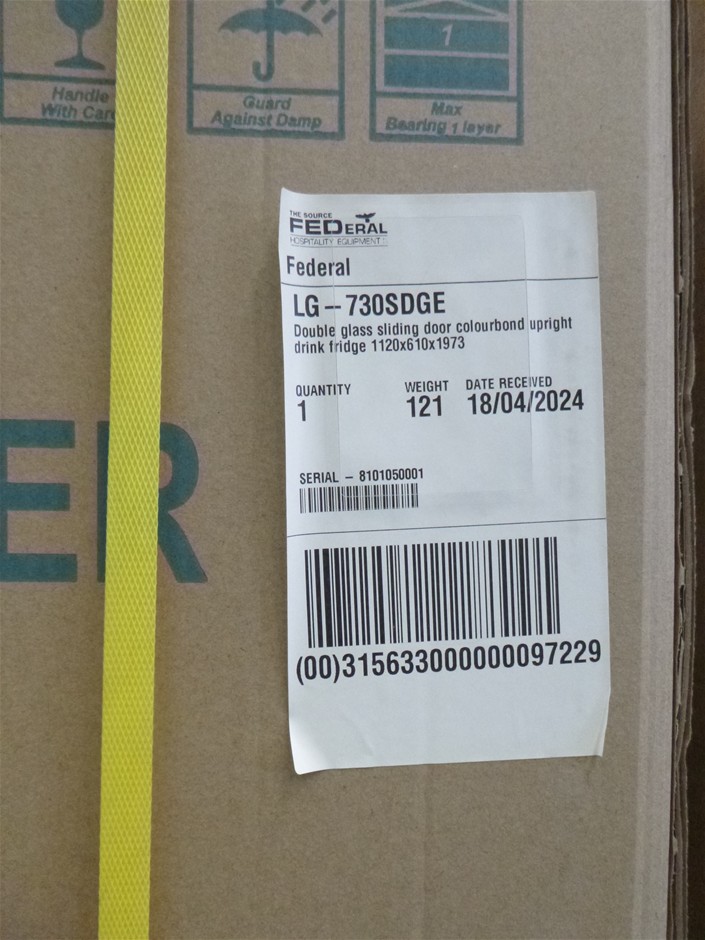 Handle
With Care
Guard
Against Damp
1
Max
Bearing 1 layer
THE SOURCE
FEDERAL
HOSPITALITY EQUIPMENT
Federal
LG--730SDGE
Double glass sliding door colourbond upright
drink fridge 1120x610x1973
QUANTITY WEIGHT DATE RECEIVED
1 121 18/04/2024
SERIAL - 8101050001
ER
(00)315633000000097229